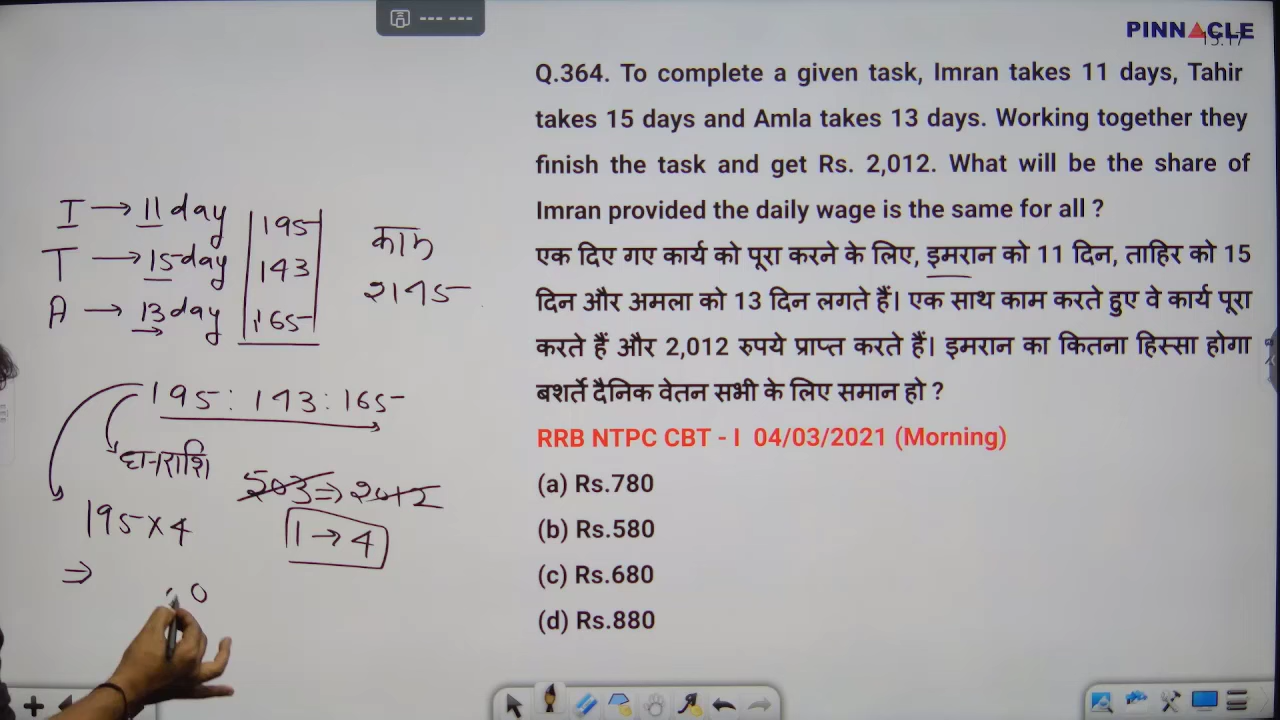 --- ---
PINNACLE
15:17
Q.364. To complete a given task, Imran takes 11 days, Tahir
takes 15 days and Amla takes 13 days. Working together they
finish the task and get Rs. 2,012. What will be the share of
Imran provided the daily wage is the same for all ?
एक दिए गए कार्य को पूरा करने के लिए, इमरान को 11 दिन, ताहिर को 15
दिन और अमला को 13 दिन लगते हैं। एक साथ काम करते हुए वे कार्य पूरा
करते हैं और 2,012 रुपये प्राप्त करते हैं। इमरान का कितना हिस्सा होगा
बशर्ते दैनिक वेतन सभी के लिए समान हो ?
RRB NTPC CBT - I 04/03/2021 (Morning)
(a) Rs.780
(b) Rs.580
(c) Rs.680
(d) Rs.880
I → 11 day 195
T → 15 day 143
A → 13 day 165
काम
2145
195 : 143 : 165
धनराशि
503 ⇒ 2012
1 → 4
195 × 4
⇒
0